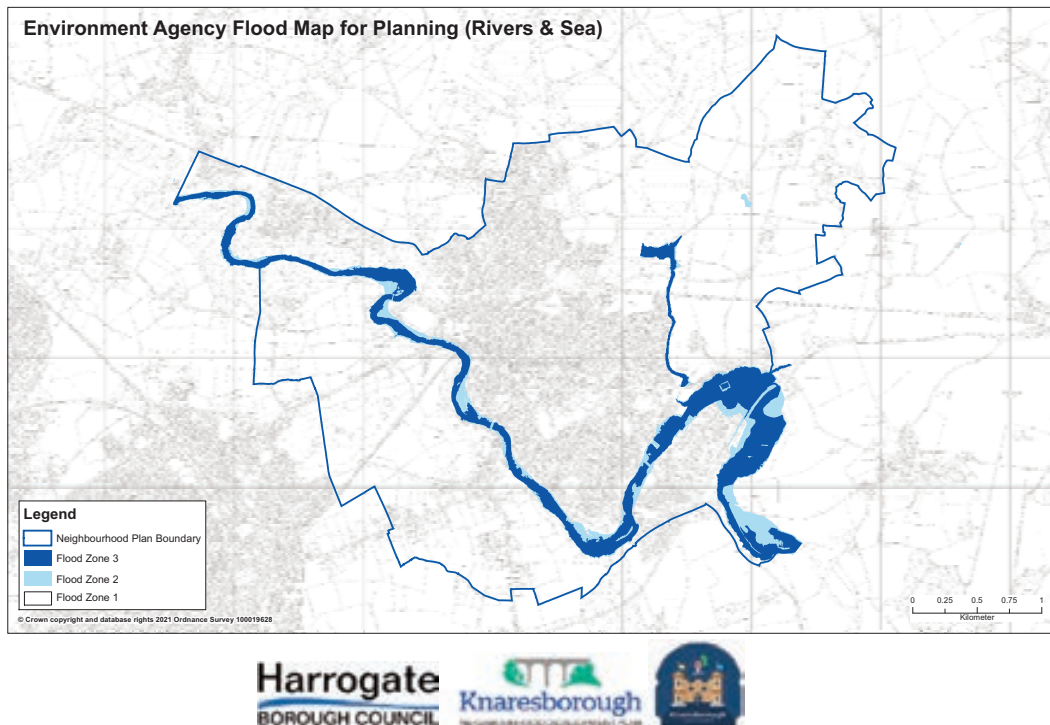 Environment Agency Flood Map for Planning (Rivers & Sea)
Legend
Neighbourhood Plan Boundary
Flood Zone 3
Flood Zone 2
Flood Zone 1
© Crown copyright and database rights 2021 Ordnance Survey 100019628
0 0.25 0.5 0.75 1
Kilometer
Harrogate
BOROUGH COUNCIL
Knaresborough
Knaresborough